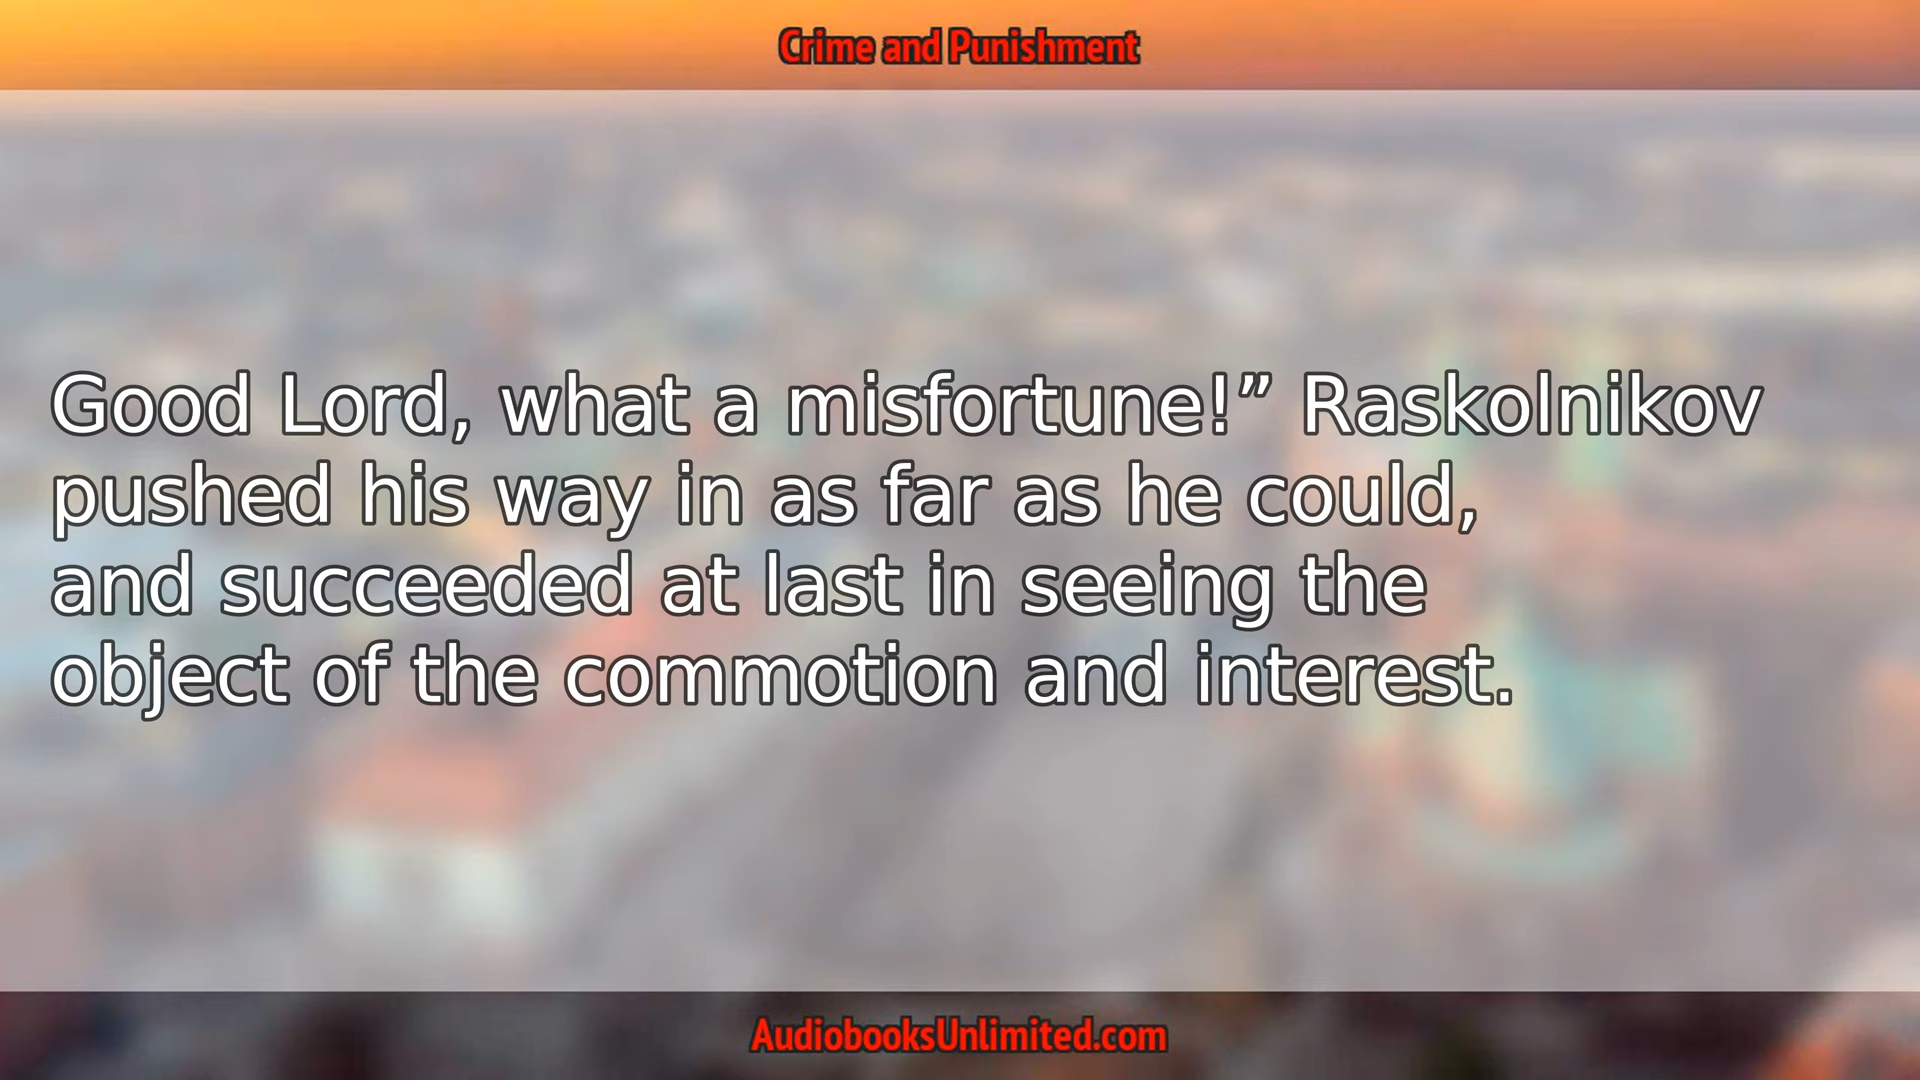 Crime and Punishment
Good Lord, what a misfortune!” Raskolnikov
pushed his way in as far as he could,
and succeeded at last in seeing the
object of the commotion and interest.
AudiobooksUnlimited.com